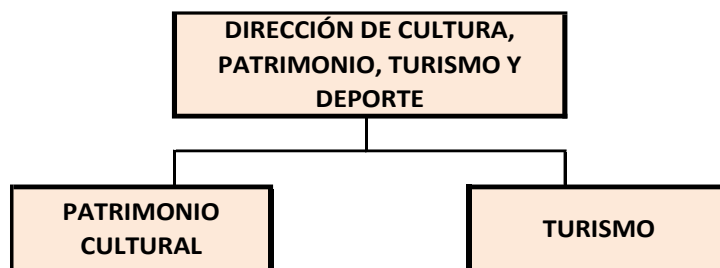 DIRECCIÓN DE CULTURA,
PATRIMONIO, TURISMO Y
DEPORTE
PATRIMONIO
CULTURAL
TURISMO